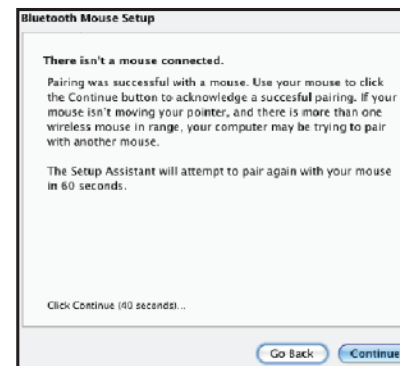 Bluetooth Mouse Setup
There isn't a mouse connected.
Pairing was successful with a mouse. Use your mouse to click
the Continue button to acknowledge a succesful pairing. If your
mouse isn't moving your pointer, and there is more than one
wireless mouse in range, your computer may be trying to pair
with another mouse.
The Setup Assistant will attempt to pair again with your mouse
in 60 seconds.
Click Continue (40 seconds)...
Go Back
Continue